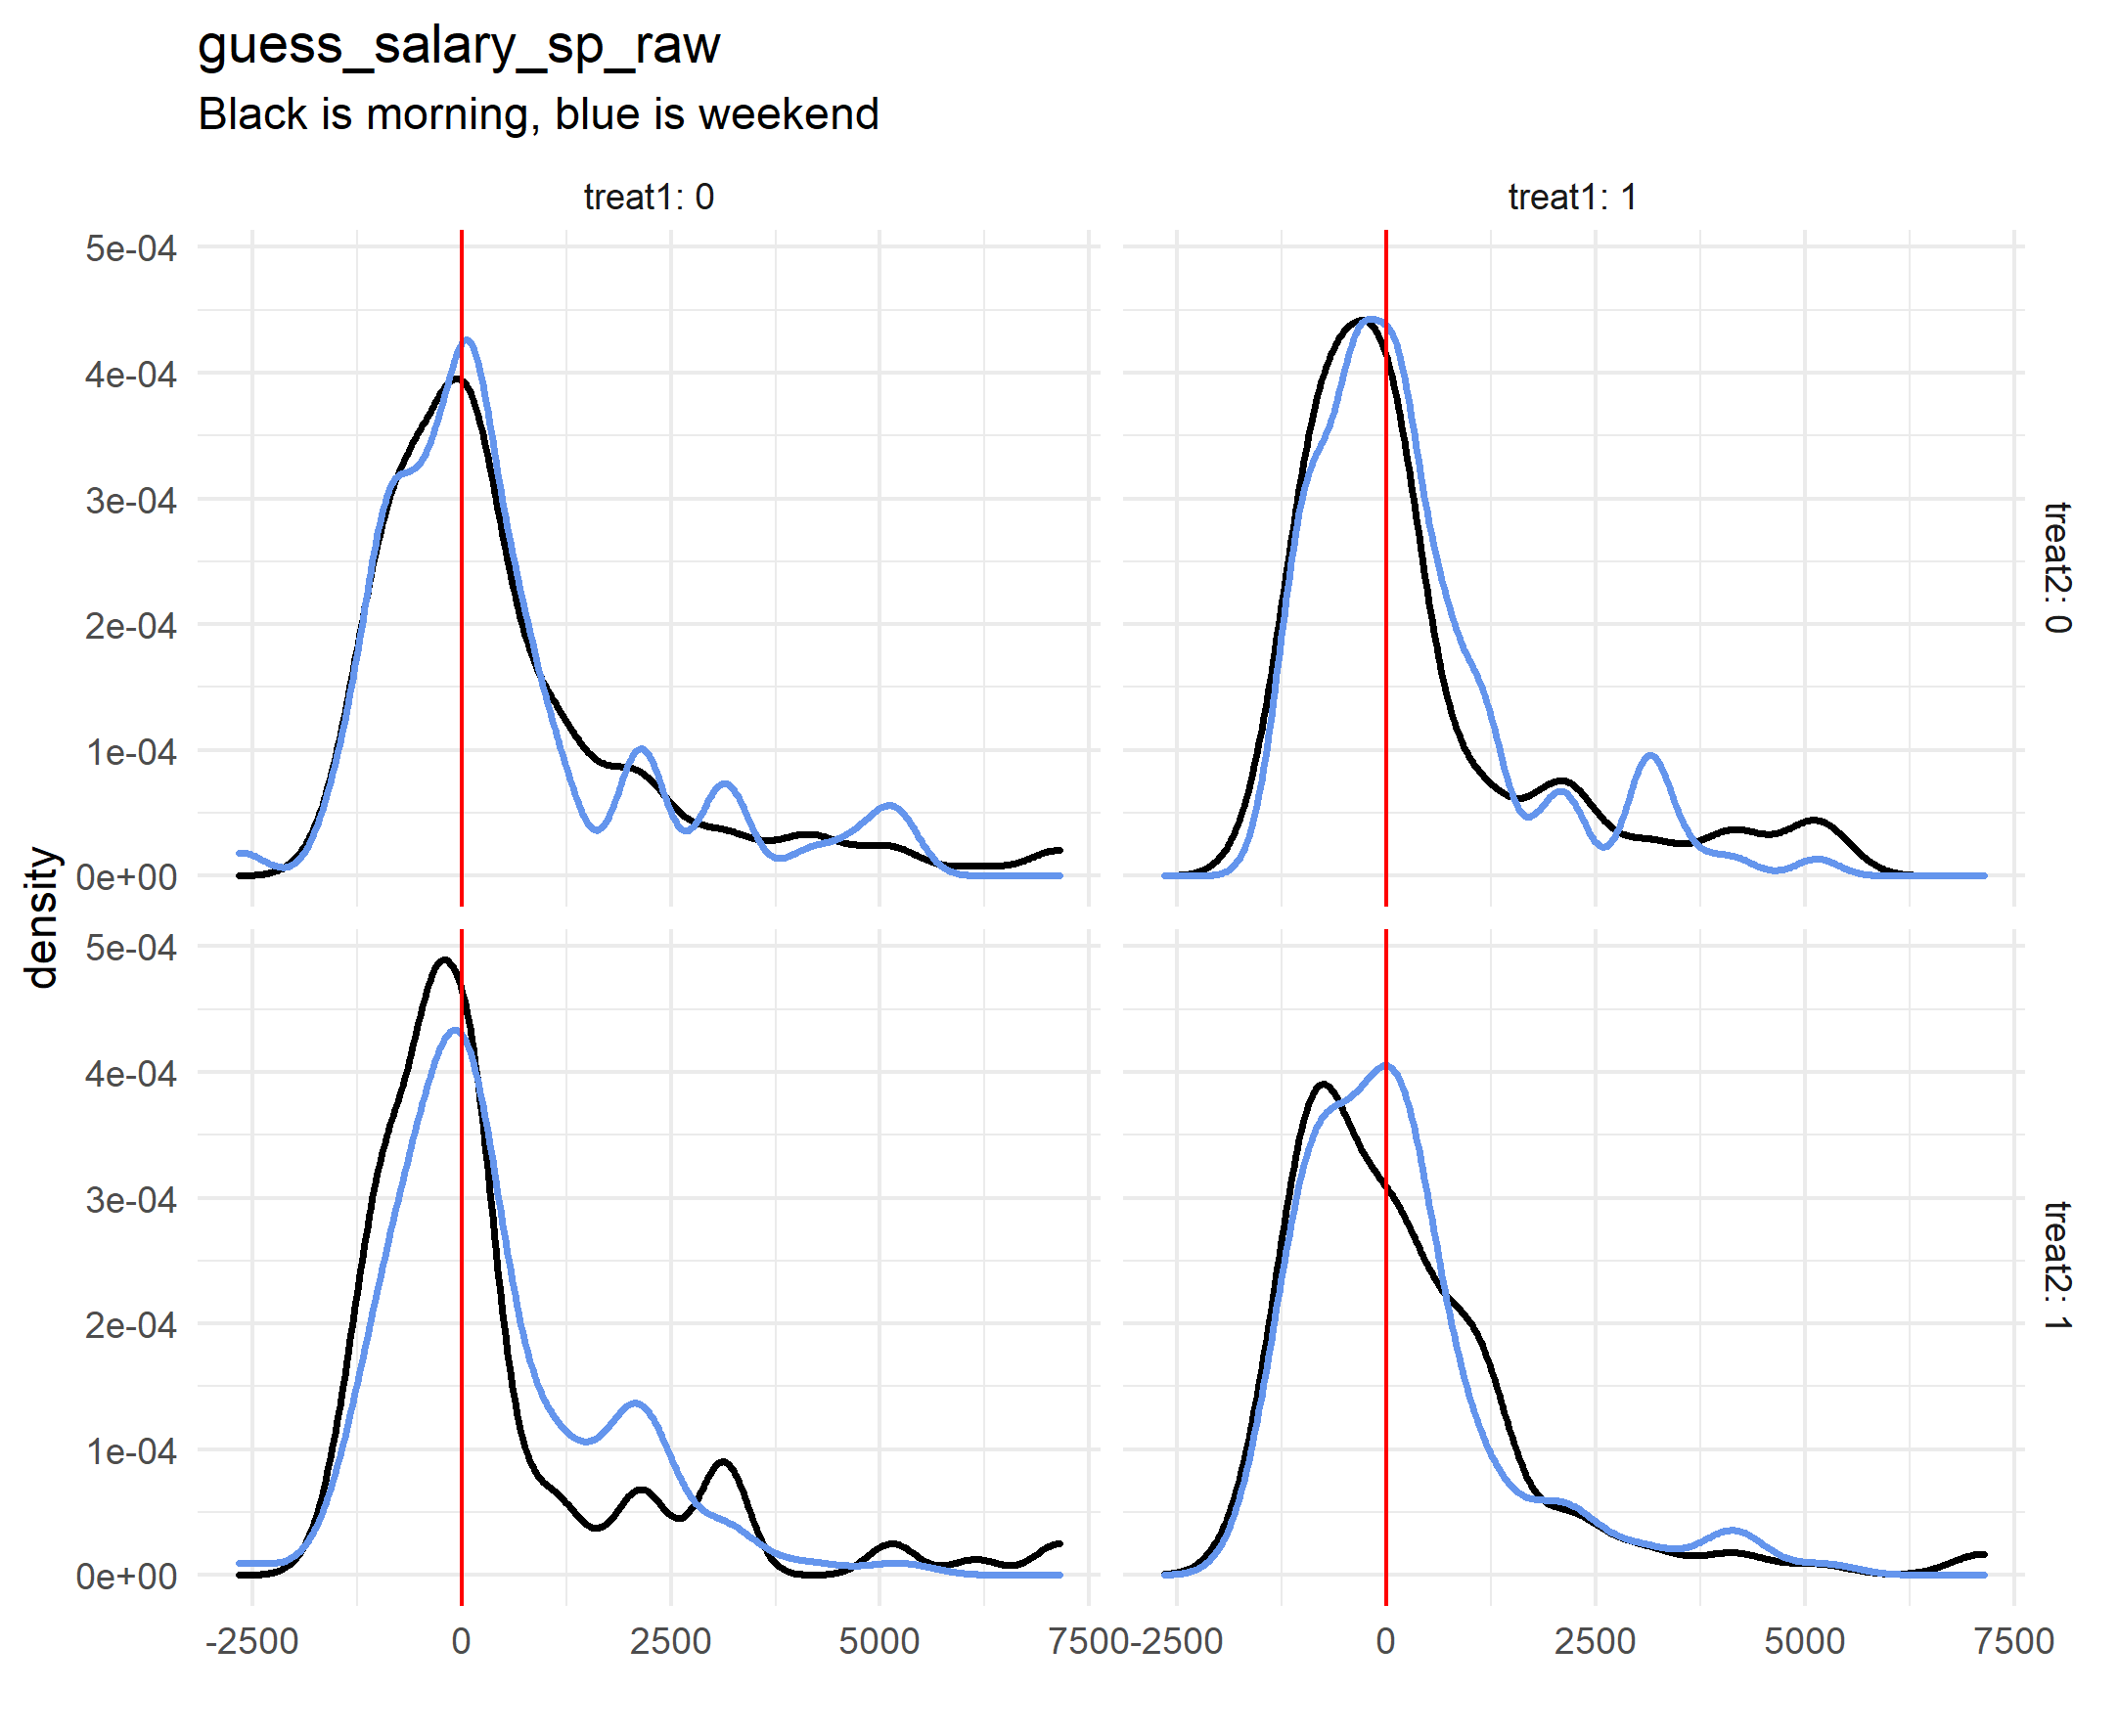 guess_salary_sp_raw
Black is morning, blue is weekend
treat1: 0
treat1: 1
5e-04
4e-04
3e-04
2e-04
1e-04
0e+00
treat2: 0
density
5e-04
4e-04
3e-04
2e-04
1e-04
0e+00
treat2: 1
-2500 0 2500 5000 7500 -2500 0 2500 5000 7500